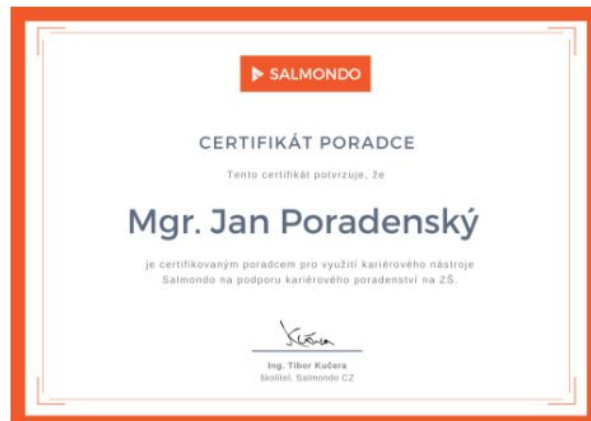 SALMONDO
CERTIFIKÁT PORADCE
Tento certifikát potvrzuje, že
Mgr. Jan Poradenský
je certifikovaným poradcem pro využití kariérového nástroje
Salmondo na podporu kariérového poradenství na ZŠ.
Kučera
Ing. Tibor Kučera
školitel, Salmondo CZ